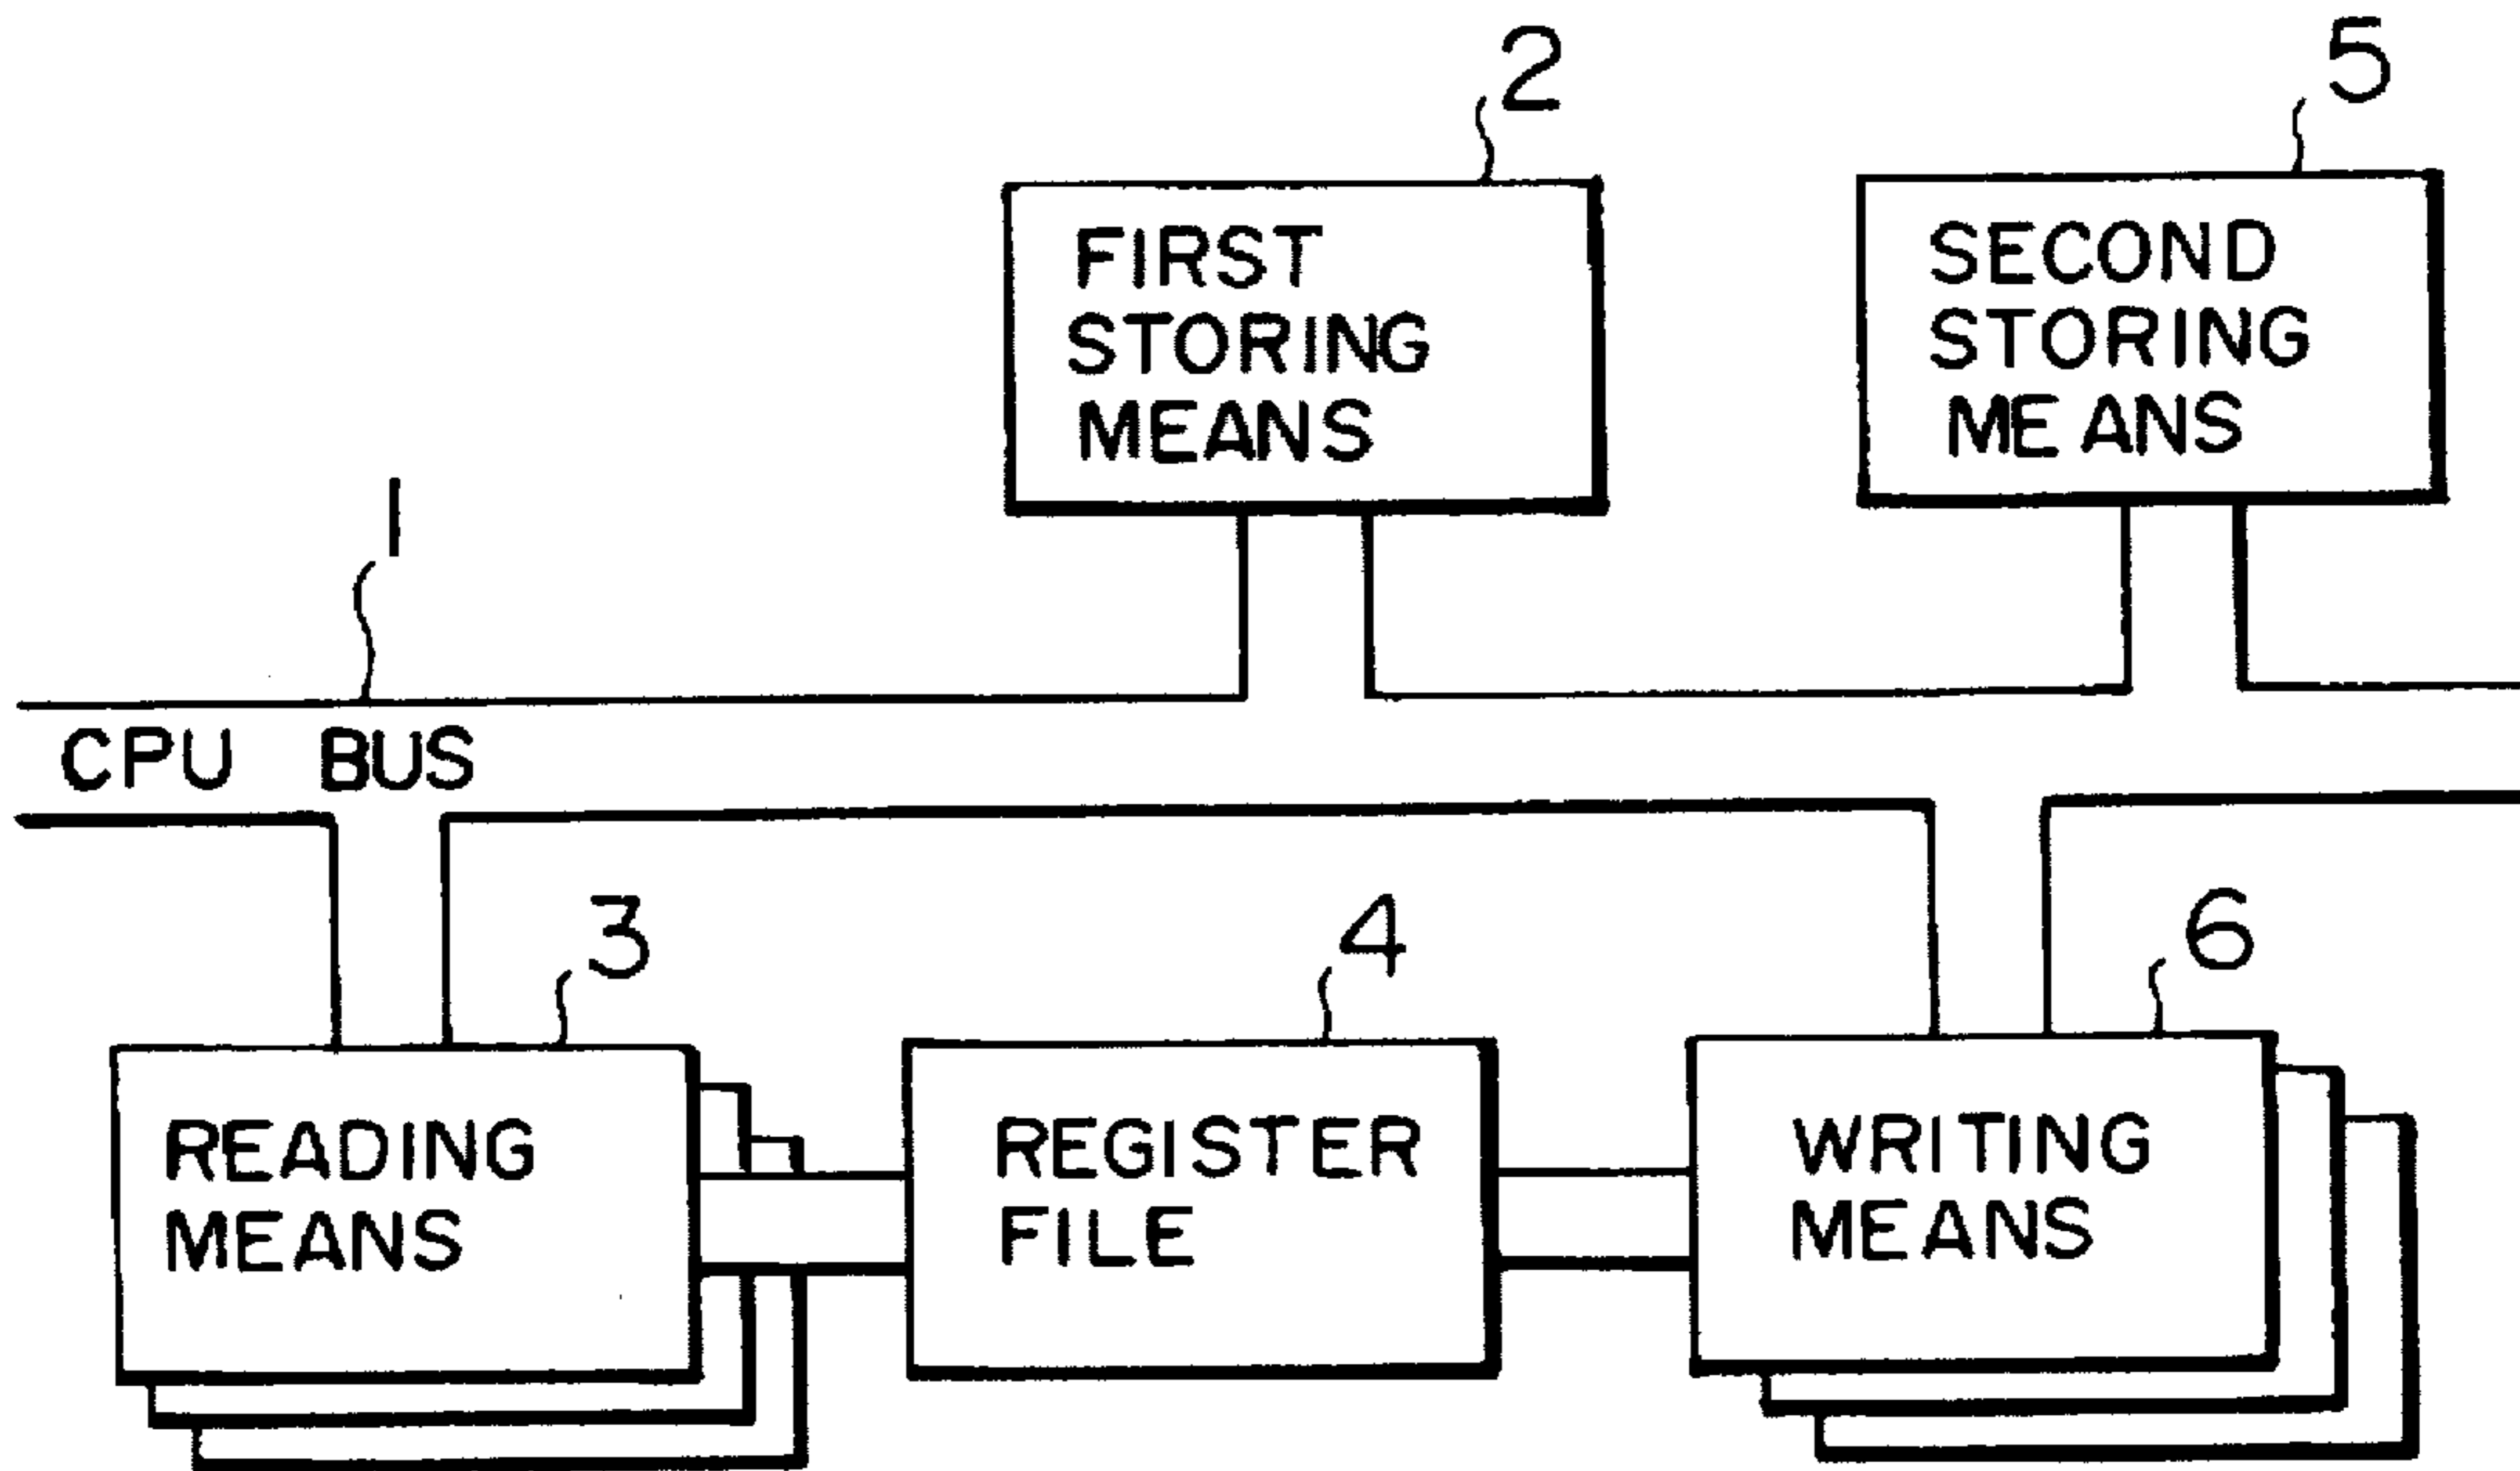 2
5
FIRST
STORING
MEANS
SECOND
STORING
MEANS
1
CPU BUS
3
4
6
READING
MEANS
REGISTER
FILE
WRITING
MEANS